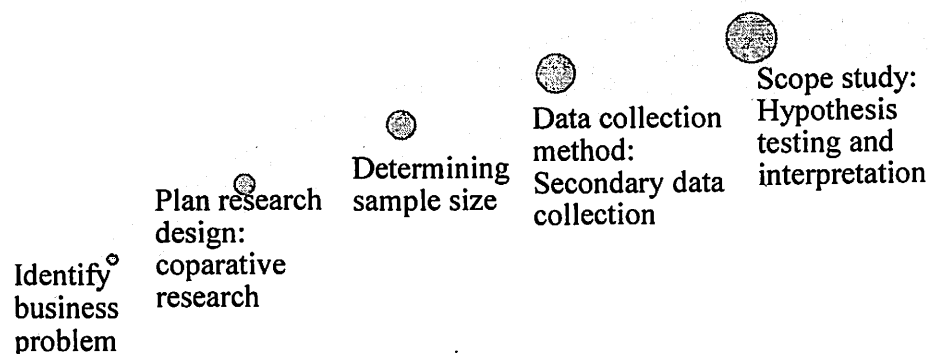 Identify
business
problem
Plan research
design:
coparative
research
Determining
sample size
Data collection
method:
Secondary data
collection
Scope study:
Hypothesis
testing and
interpretation